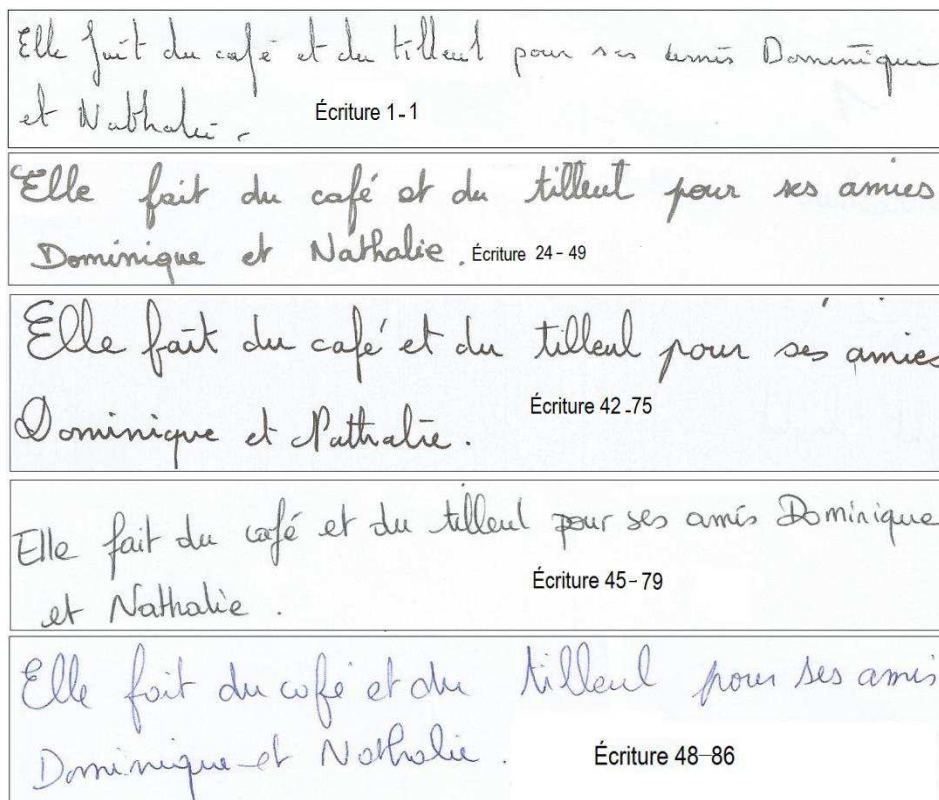 Elle fait du café et du tilleul pour ses amis Dominique
et Nathalie.
Écriture 1-1
Elle fait du café et du tilleul pour ses amies
Dominique et Nathalie.
Écriture 24-49
Elle fait du café et du tilleul pour ses amies
Dominique et Nathalie.
Écriture 42-75
Elle fait du café et du tilleul pour ses amis Dominique
et Nathalie.
Écriture 45-79
Elle fait du café et du tilleul pour ses amis
Dominique et Nathalie.
Écriture 48-86